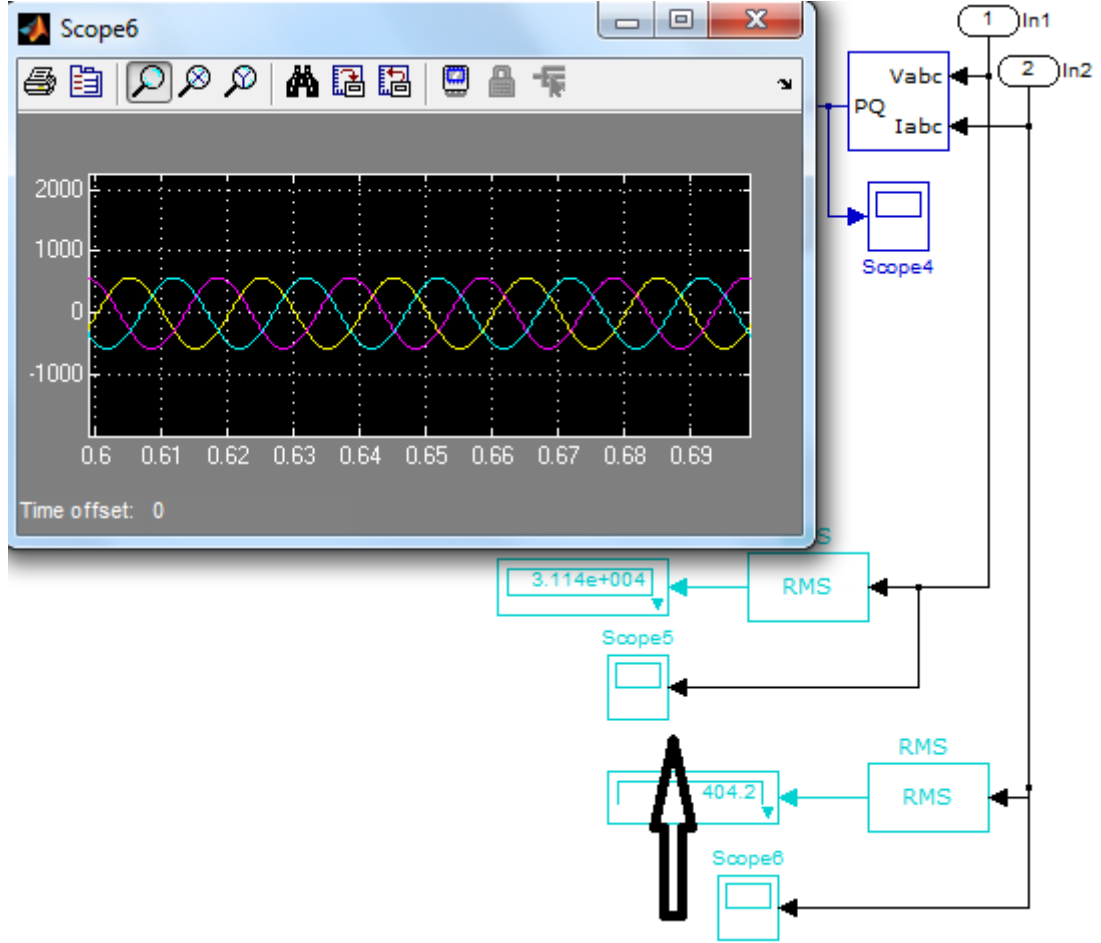 Scope6
2000
1000
0
-1000
0.6 0.61 0.62 0.63 0.64 0.65 0.66 0.67 0.68 0.69
Time offset: 0
1 In1
2 In2
Vabc
PQ
Iabc
Scope4
3.114e+004
RMS
Scope5
RMS
404.2
RMS
Scope6